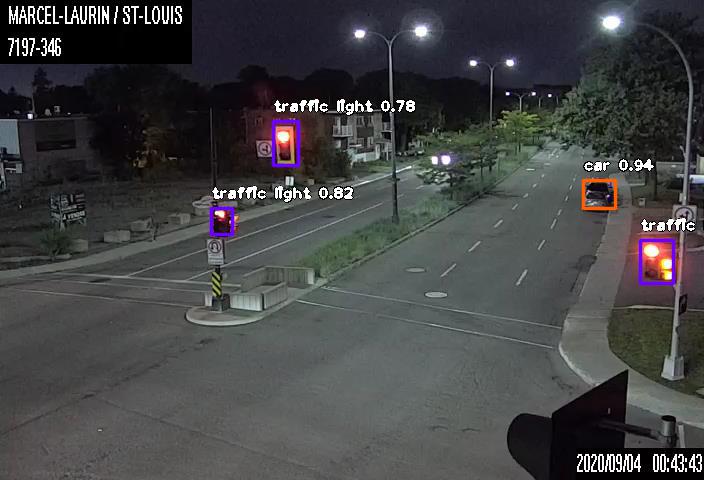 MARCEL-LAURIN / ST-LOUIS
7197-346
traffic light 0.78
car 0.94
traffic light 0.82
traffic
A VENDRE
2020/09/04 00:43:43